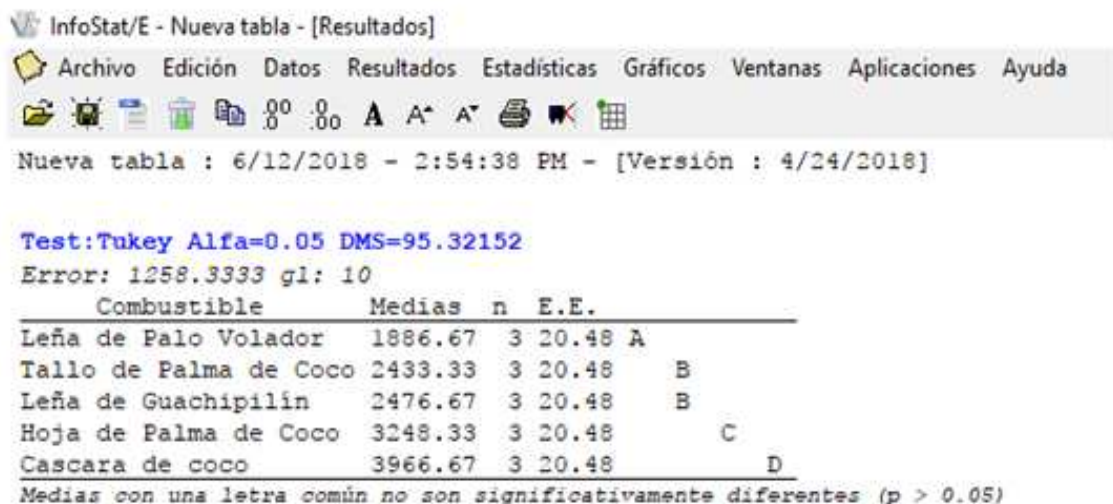 InfoStat/E - Nueva tabla - [Resultados]
Archivo Edición Datos Resultados Estadísticas Gráficos Ventanas Aplicaciones Ayuda
Nueva tabla : 6/12/2018 - 2:54:38 PM - [Versión : 4/24/2018]
Test:Tukey Alfa=0.05 DMS=95.32152
Error: 1258.3333 gl: 10
Combustible Medias n E.E.
Leña de Palo Volador 1886.67 3 20.48 A
Tallo de Palma de Coco 2433.33 3 20.48 B
Leña de Guachipilín 2476.67 3 20.48 B
Hoja de Palma de Coco 3248.33 3 20.48 C
Cascara de coco 3966.67 3 20.48 D
Medias con una letra común no son significativamente diferentes (p > 0.05)